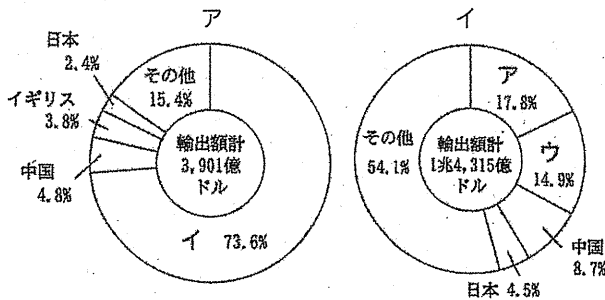 ア
日本
2.4%
その他
15.4%
イギリス
3.8%
中国
4.8%
輸出額計
3,901億
ドル
イ 73.6%
イ
ア
17.8%
その他
54.1%
輸出額計
1兆4,315億
ドル
ウ
14.9%
中国
8.7%
日本 4.5%